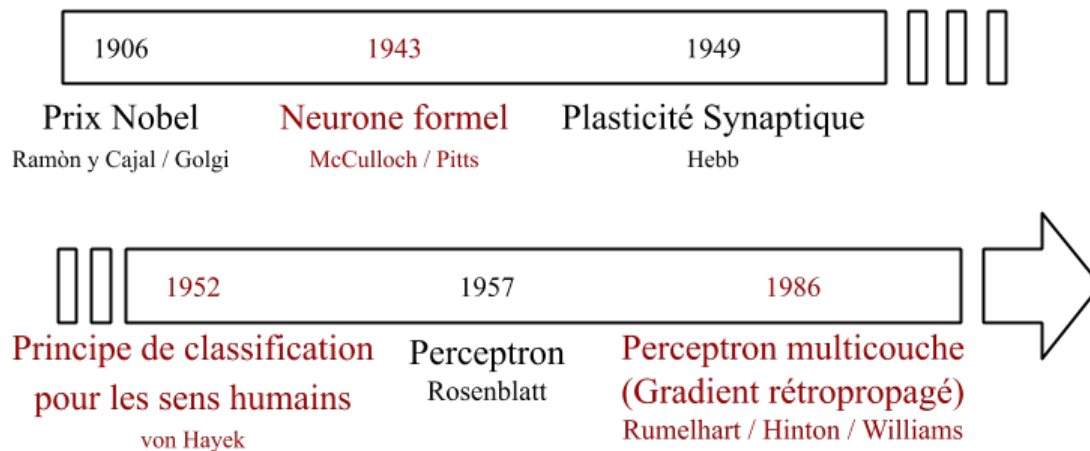 1906 1943 1949
Prix Nobel Neurone formel Plasticité Synaptique
Ramòn y Cajal / Golgi McCulloch / Pitts Hebb
1952 1957 1986
Principe de classification Perceptron Perceptron multicouche
pour les sens humains Rosenblatt (Gradient rétropropagé)
von Hayek Rumelhart / Hinton / Williams